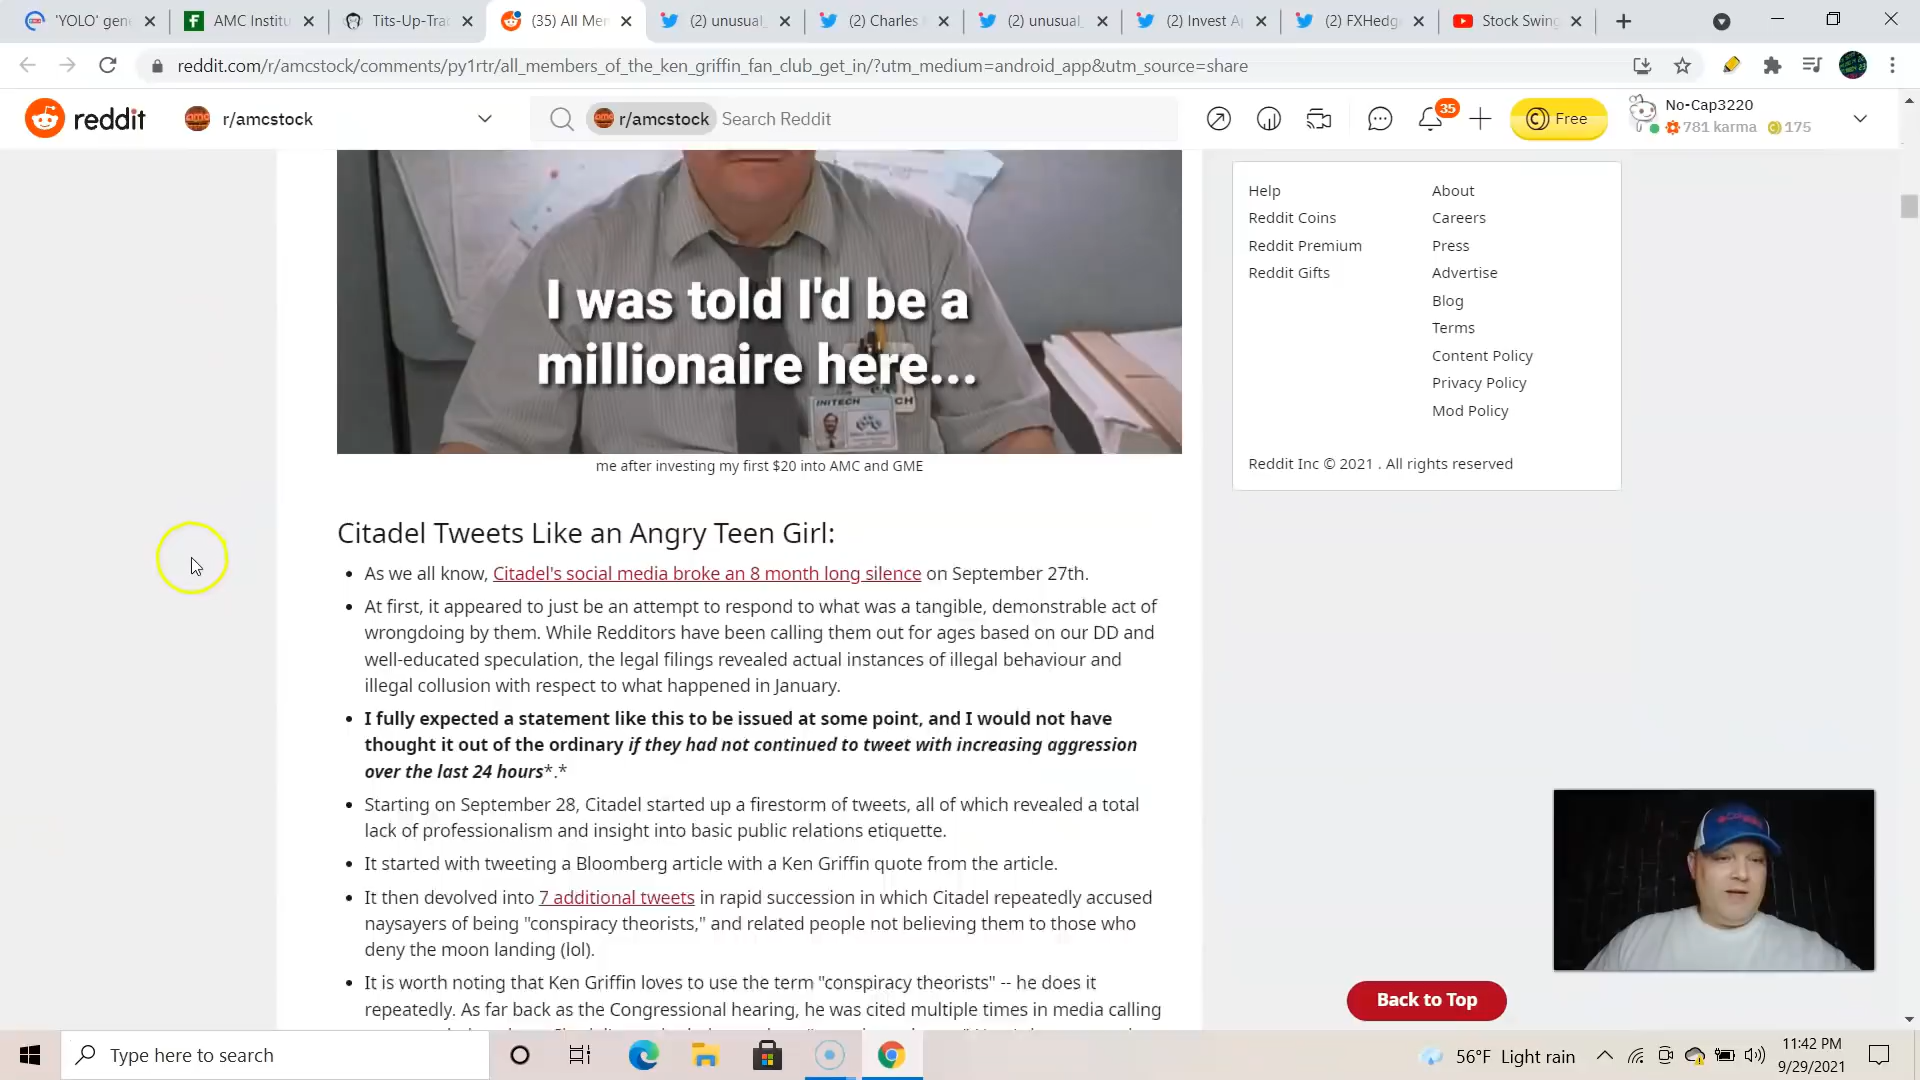 'YOLO' gene
AMC Institu
Tits-Up-Trac
(35) All Mem
(2) unusual_
(2) Charles
(2) unusual_
(2) Invest A
(2) FXHedge
Stock Swing
reddit.com/r/amcstock/comments/py1rtr/all_members_of_the_ken_griffin_fan_club_get_in/?utm_medium=android_app&utm_source=share
reddit
r/amcstock
r/amcstock
Search Reddit
35
Free
No-Cap3220
781 karma
175
I was told I'd be a
millionaire here...
INITECH
CH
me after investing my first $20 into AMC and GME
Citadel Tweets Like an Angry Teen Girl:
• As we all know, Citadel's social media broke an 8 month long silence on September 27th.
• At first, it appeared to just be an attempt to respond to what was a tangible, demonstrable act of
wrongdoing by them. While Redditors have been calling them out for ages based on our DD and
well-educated speculation, the legal filings revealed actual instances of illegal behaviour and
illegal collusion with respect to what happened in January.
• I fully expected a statement like this to be issued at some point, and I would not have
thought it out of the ordinary if they had not continued to tweet with increasing aggression
over the last 24 hours*.*
• Starting on September 28, Citadel started up a firestorm of tweets, all of which revealed a total
lack of professionalism and insight into basic public relations etiquette.
• It started with tweeting a Bloomberg article with a Ken Griffin quote from the article.
• It then devolved into 7 additional tweets in rapid succession in which Citadel repeatedly accused
naysayers of being "conspiracy theorists," and related people not believing them to those who
deny the moon landing (lol).
• It is worth noting that Ken Griffin loves to use the term "conspiracy theorists" -- he does it
repeatedly. As far back as the Congressional hearing, he was cited multiple times in media calling
Help
Reddit Coins
Reddit Premium
Reddit Gifts
About
Careers
Press
Advertise
Blog
Terms
Content Policy
Privacy Policy
Mod Policy
Reddit Inc © 2021 . All rights reserved
Back to Top
Type here to search
56°F Light rain
11:42 PM
9/29/2021